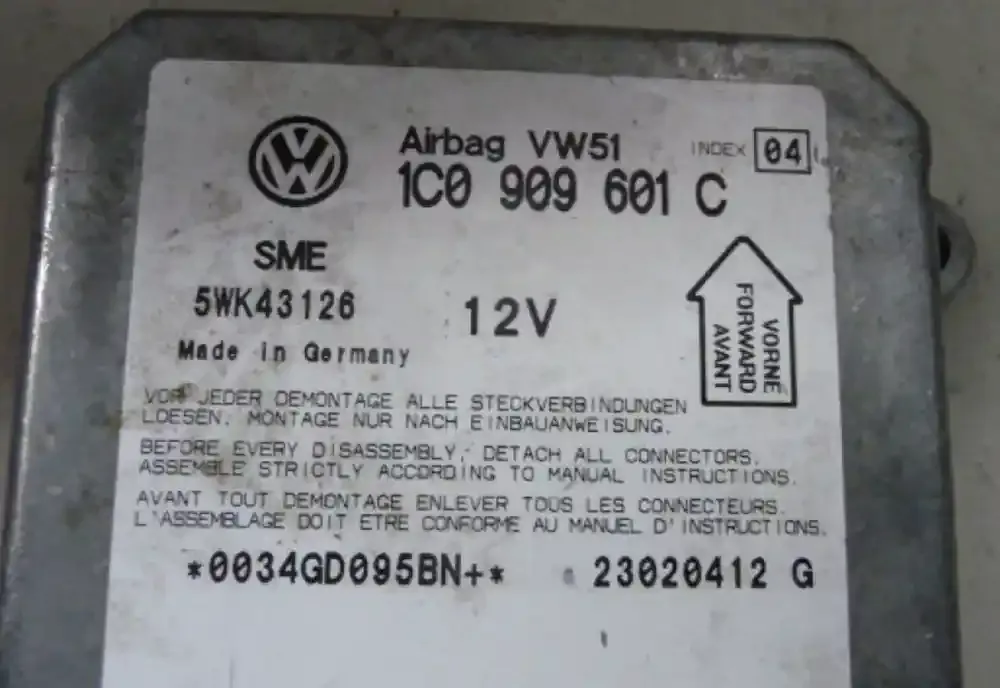 Airbag VW51 INDEX 04
1C0 909 601 C
SME
5WK43126
12V
Made in Germany
VORNE
FORWARD
AVANT
VOR JEDER DEMONTAGE ALLE STECKVERBINDUNGEN
LOESEN. MONTAGE NUR NACH EINBAUANWEISUNG.
BEFORE EVERY DISASSEMBLY, DETACH ALL CONNECTORS.
ASSEMBLE STRICTLY ACCORDING TO MANUAL INSTRUCTIONS.
AVANT TOUT DEMONTAGE ENLEVER TOUS LES CONNECTEURS.
L'ASSEMBLAGE DOIT ETRE CONFORME AU MANUEL D'INSTRUCTIONS.
*0034GD095BN+* 23020412 G